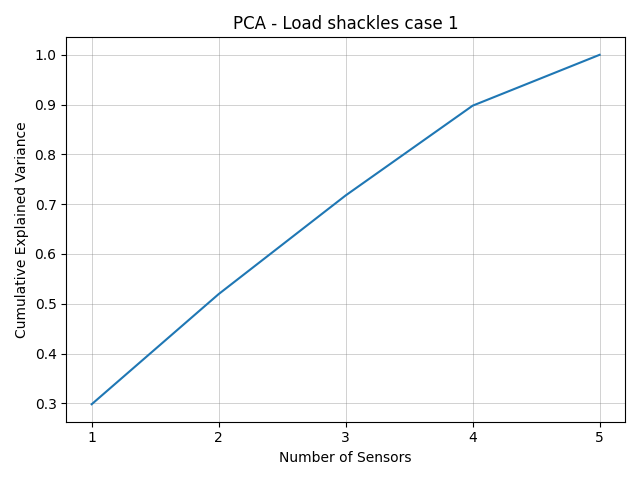 PCA - Load shackles case 1
1.0
0.9
0.8
0.7
0.6
0.5
0.4
0.3
Cumulative Explained Variance
1 2 3 4 5
Number of Sensors